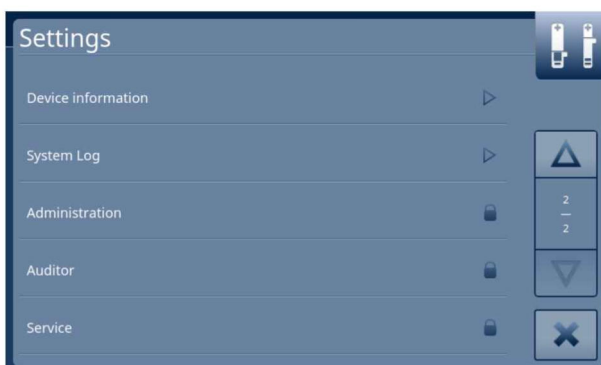 Settings
Device information
System Log
Administration
2
2
Auditor
Service